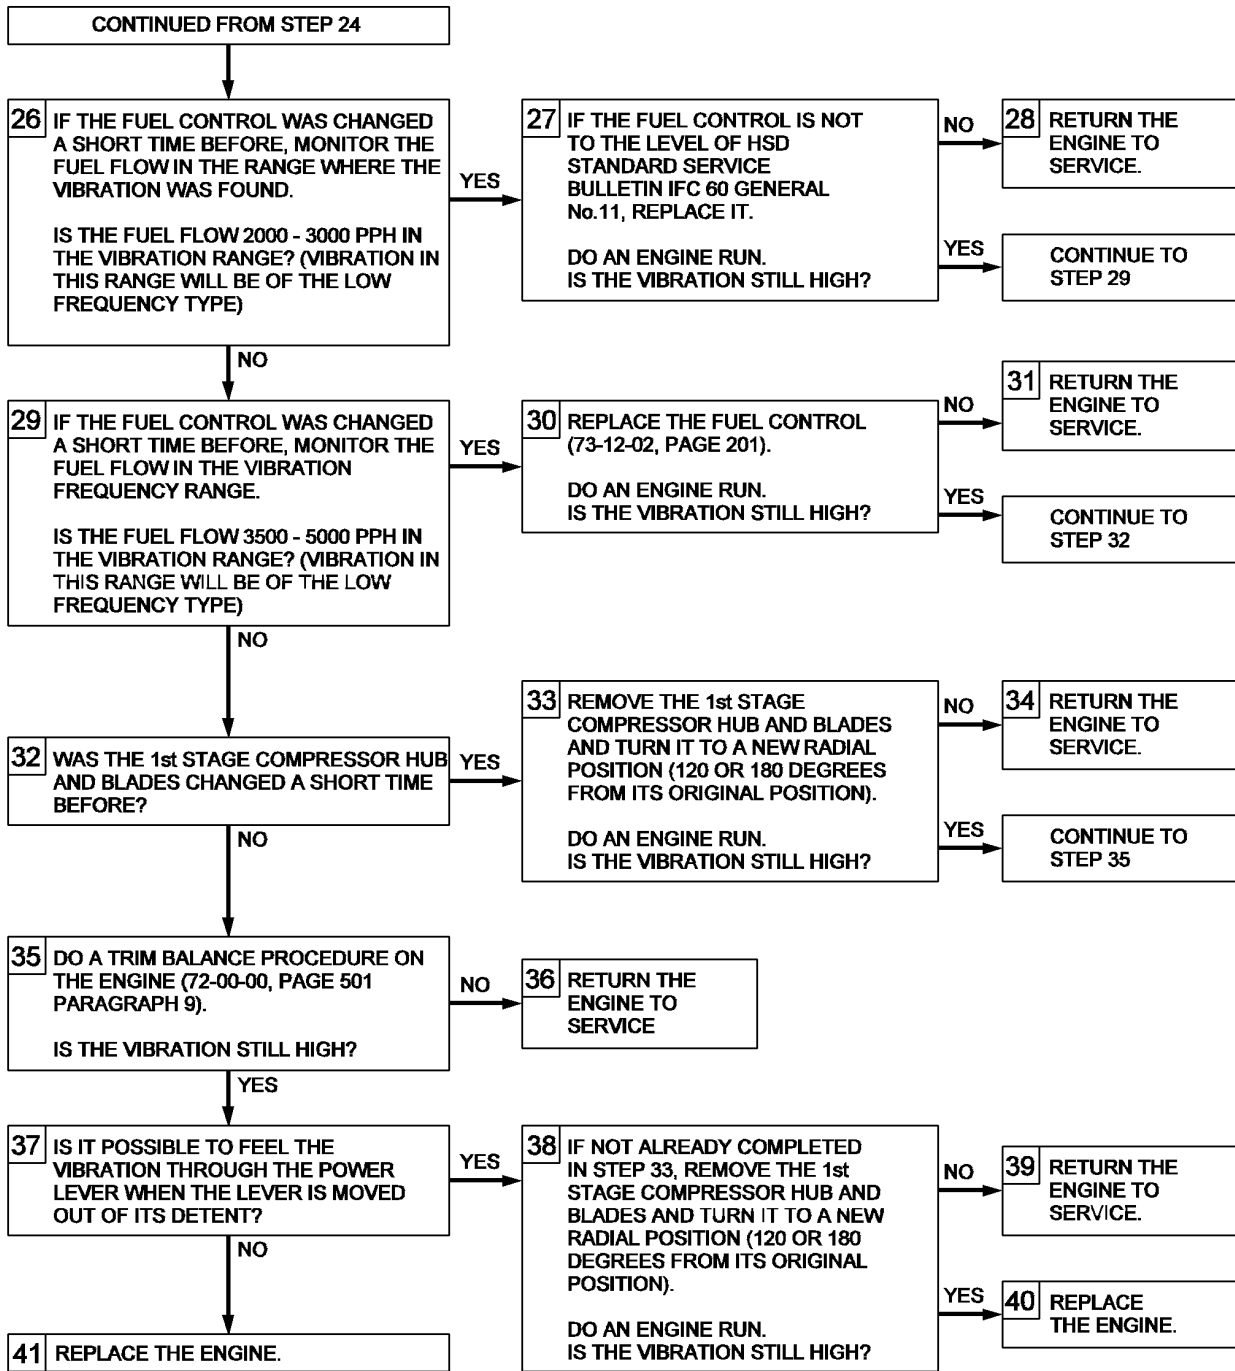 CONTINUED FROM STEP 24
26 IF THE FUEL CONTROL WAS CHANGED
A SHORT TIME BEFORE, MONITOR THE
FUEL FLOW IN THE RANGE WHERE THE
VIBRATION WAS FOUND.
IS THE FUEL FLOW 2000 - 3000 PPH IN
THE VIBRATION RANGE? (VIBRATION IN
THIS RANGE WILL BE OF THE LOW
FREQUENCY TYPE)
YES
27 IF THE FUEL CONTROL IS NOT
TO THE LEVEL OF HSD
STANDARD SERVICE
BULLETIN IFC 60 GENERAL
No.11, REPLACE IT.
DO AN ENGINE RUN.
IS THE VIBRATION STILL HIGH?
NO
28 RETURN THE
ENGINE TO
SERVICE.
YES
CONTINUE TO
STEP 29
NO
29 IF THE FUEL CONTROL WAS CHANGED
A SHORT TIME BEFORE, MONITOR THE
FUEL FLOW IN THE VIBRATION
FREQUENCY RANGE.
IS THE FUEL FLOW 3500 - 5000 PPH IN
THE VIBRATION RANGE? (VIBRATION IN
THIS RANGE WILL BE OF THE LOW
FREQUENCY TYPE)
YES
30 REPLACE THE FUEL CONTROL
(73-12-02, PAGE 201).
DO AN ENGINE RUN.
IS THE VIBRATION STILL HIGH?
NO
31 RETURN THE
ENGINE TO
SERVICE.
YES
CONTINUE TO
STEP 32
NO
32 WAS THE 1st STAGE COMPRESSOR HUB
AND BLADES CHANGED A SHORT TIME
BEFORE?
YES
33 REMOVE THE 1st STAGE
COMPRESSOR HUB AND BLADES
AND TURN IT TO A NEW RADIAL
POSITION (120 OR 180 DEGREES
FROM ITS ORIGINAL POSITION).
DO AN ENGINE RUN.
IS THE VIBRATION STILL HIGH?
NO
34 RETURN THE
ENGINE TO
SERVICE.
YES
CONTINUE TO
STEP 35
NO
35 DO A TRIM BALANCE PROCEDURE ON
THE ENGINE (72-00-00, PAGE 501
PARAGRAPH 9).
IS THE VIBRATION STILL HIGH?
NO
36 RETURN THE
ENGINE TO
SERVICE
YES
37 IS IT POSSIBLE TO FEEL THE
VIBRATION THROUGH THE POWER
LEVER WHEN THE LEVER IS MOVED
OUT OF ITS DETENT?
YES
38 IF NOT ALREADY COMPLETED
IN STEP 33, REMOVE THE 1st
STAGE COMPRESSOR HUB AND
BLADES AND TURN IT TO A NEW
RADIAL POSITION (120 OR 180
DEGREES FROM ITS ORIGINAL
POSITION).
DO AN ENGINE RUN.
IS THE VIBRATION STILL HIGH?
NO
39 RETURN THE
ENGINE TO
SERVICE.
YES
40 REPLACE
THE ENGINE.
NO
41 REPLACE THE ENGINE.